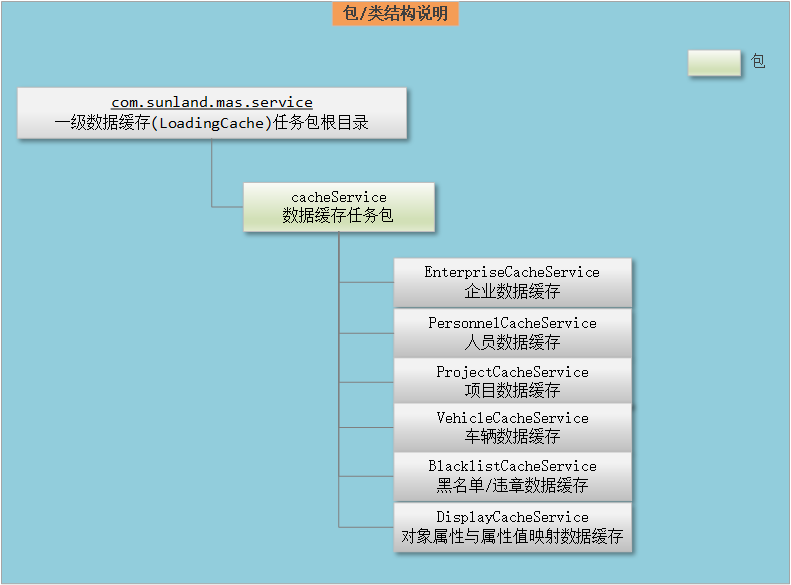 包/类结构说明
包
com.sunland.mas.service
一级数据缓存(LoadingCache)任务包根目录
cacheService
数据缓存任务包
EnterpriseCacheService
企业数据缓存
PersonnelCacheService
人员数据缓存
ProjectCacheService
项目数据缓存
VehicleCacheService
车辆数据缓存
BlacklistCacheService
黑名单/违章数据缓存
DisplayCacheService
对象属性与属性值映射数据缓存